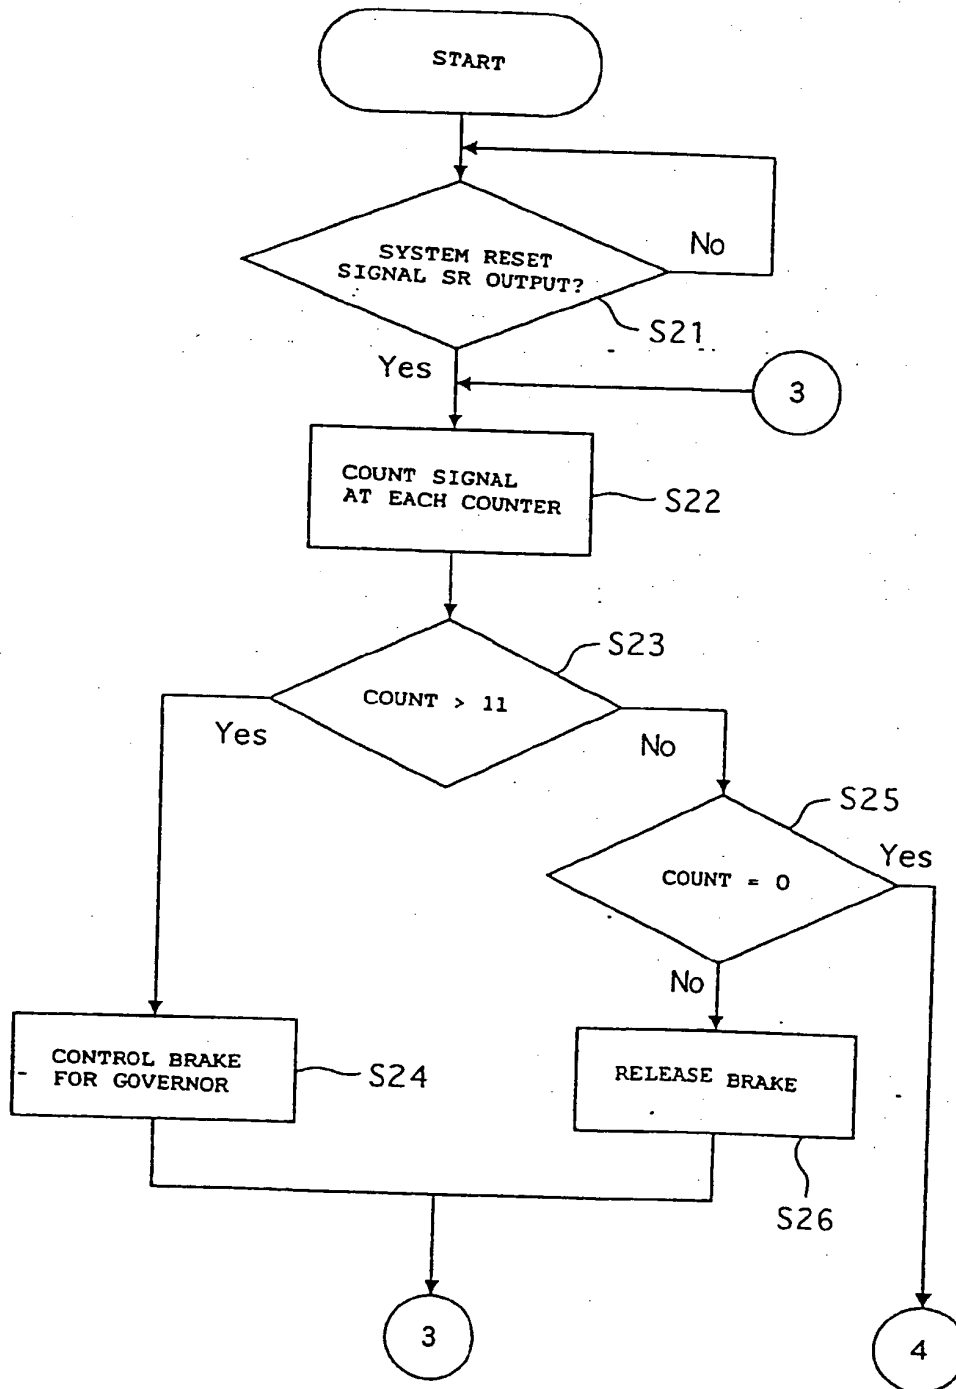 START
SYSTEM RESET
SIGNAL SR OUTPUT?
No
S21
Yes
3
COUNT SIGNAL
AT EACH COUNTER
S22
S23
COUNT > 11
Yes
No
S25
COUNT = 0
Yes
No
CONTROL BRAKE
FOR GOVERNOR
S24
RELEASE BRAKE
S26
3
4